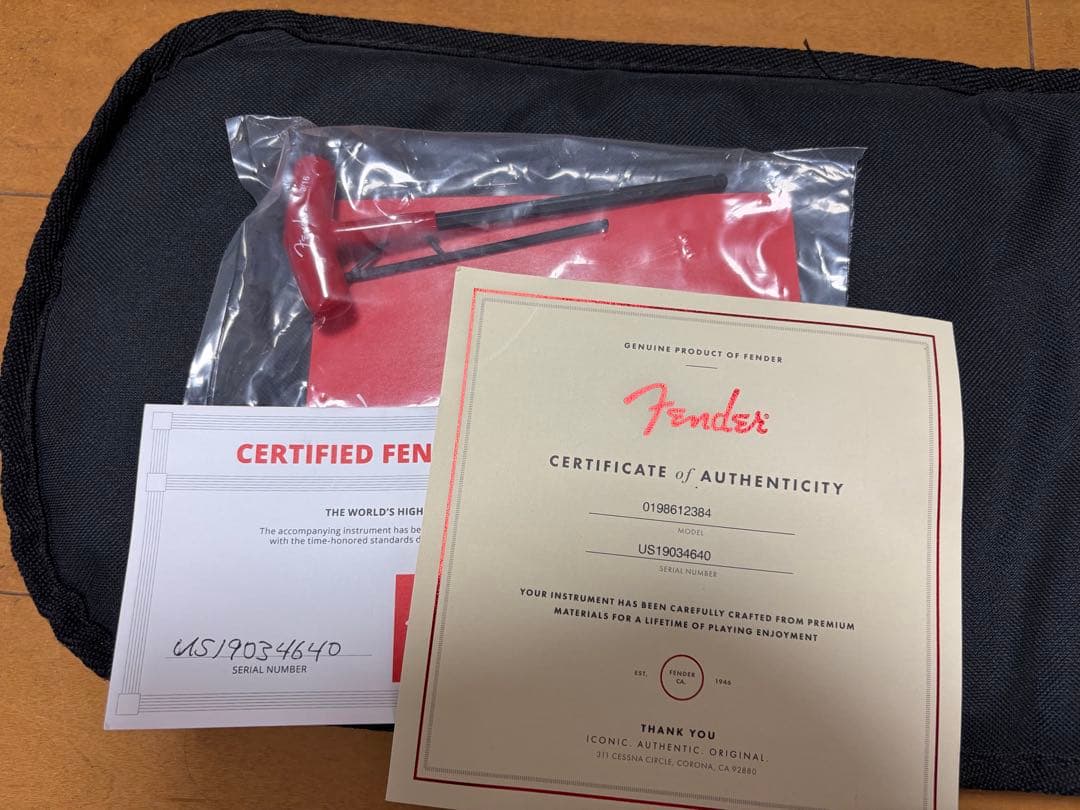 Fender 3/16
CERTIFIED FEN
THE WORLD'S HIGH
The accompanying instrument has be
with the time-honored standards d
US19034640
SERIAL NUMBER
GENUINE PRODUCT OF FENDER
Fender
CERTIFICATE of AUTHENTICITY
0198612384
MODEL
US19034640
SERIAL NUMBER
YOUR INSTRUMENT HAS BEEN CAREFULLY CRAFTED FROM PREMIUM
MATERIALS FOR A LIFETIME OF PLAYING ENJOYMENT
EST. FENDER CA. 1946
THANK YOU
ICONIC. AUTHENTIC. ORIGINAL.
311 CESSNA CIRCLE, CORONA, CA 92880